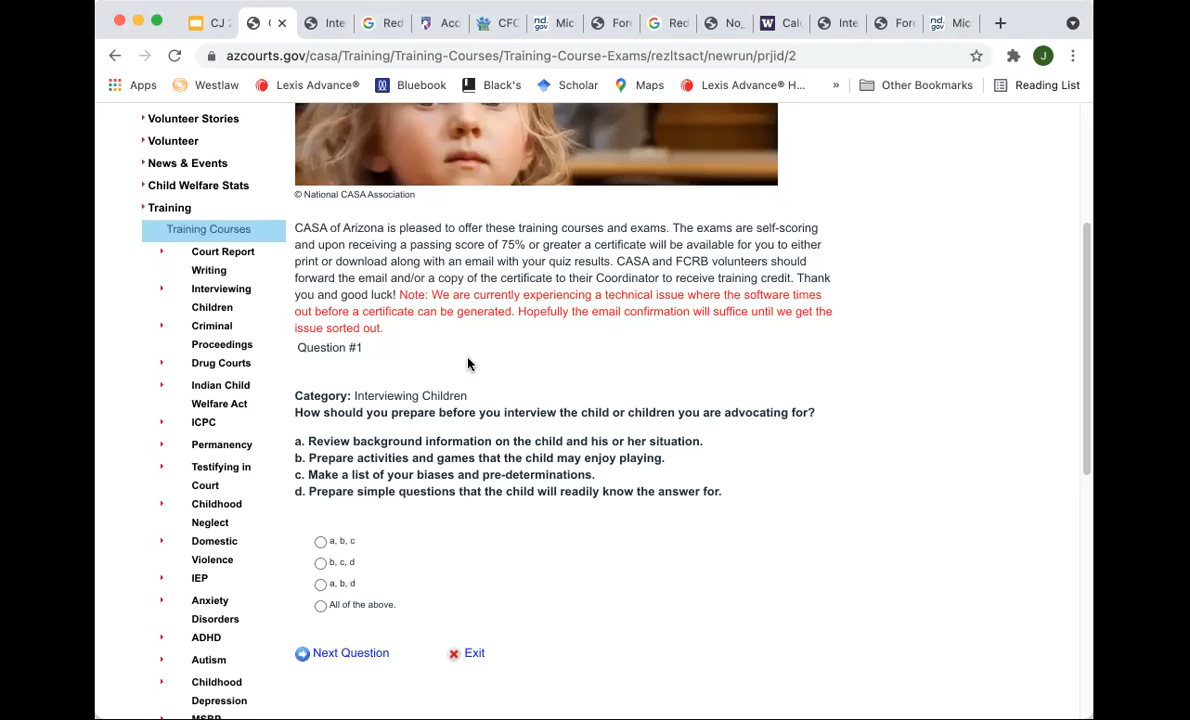 CJ
Inte
Red
Acc
CFC
Mic
For
Red
No_
Cal
Inte
For
Mic
azcourts.gov/casa/Training/Training-Courses/Training-Course-Exams/rezltsact/newrun/prjid/2
J
Apps
Westlaw
Lexis Advance®
Bluebook
Black's
Scholar
Maps
Lexis Advance® H...
»
Other Bookmarks
Reading List
Volunteer Stories
Volunteer
News & Events
Child Welfare Stats
Training
Training Courses
Court Report
Writing
Interviewing
Children
Criminal
Proceedings
Drug Courts
Indian Child
Welfare Act
ICPC
Permanency
Testifying in
Court
Childhood
Neglect
Domestic
Violence
IEP
Anxiety
Disorders
ADHD
Autism
Childhood
Depression
© National CASA Association
CASA of Arizona is pleased to offer these training courses and exams. The exams are self-scoring
and upon receiving a passing score of 75% or greater a certificate will be available for you to either
print or download along with an email with your quiz results. CASA and FCRB volunteers should
forward the email and/or a copy of the certificate to their Coordinator to receive training credit. Thank
you and good luck! Note: We are currently experiencing a technical issue where the software times
out before a certificate can be generated. Hopefully the email confirmation will suffice until we get the
issue sorted out.
Question #1
Category: Interviewing Children
How should you prepare before you interview the child or children you are advocating for?
a. Review background information on the child and his or her situation.
b. Prepare activities and games that the child may enjoy playing.
c. Make a list of your biases and pre-determinations.
d. Prepare simple questions that the child will readily know the answer for.
a, b, c
b, c, d
a, b, d
All of the above.
Next Question
Exit